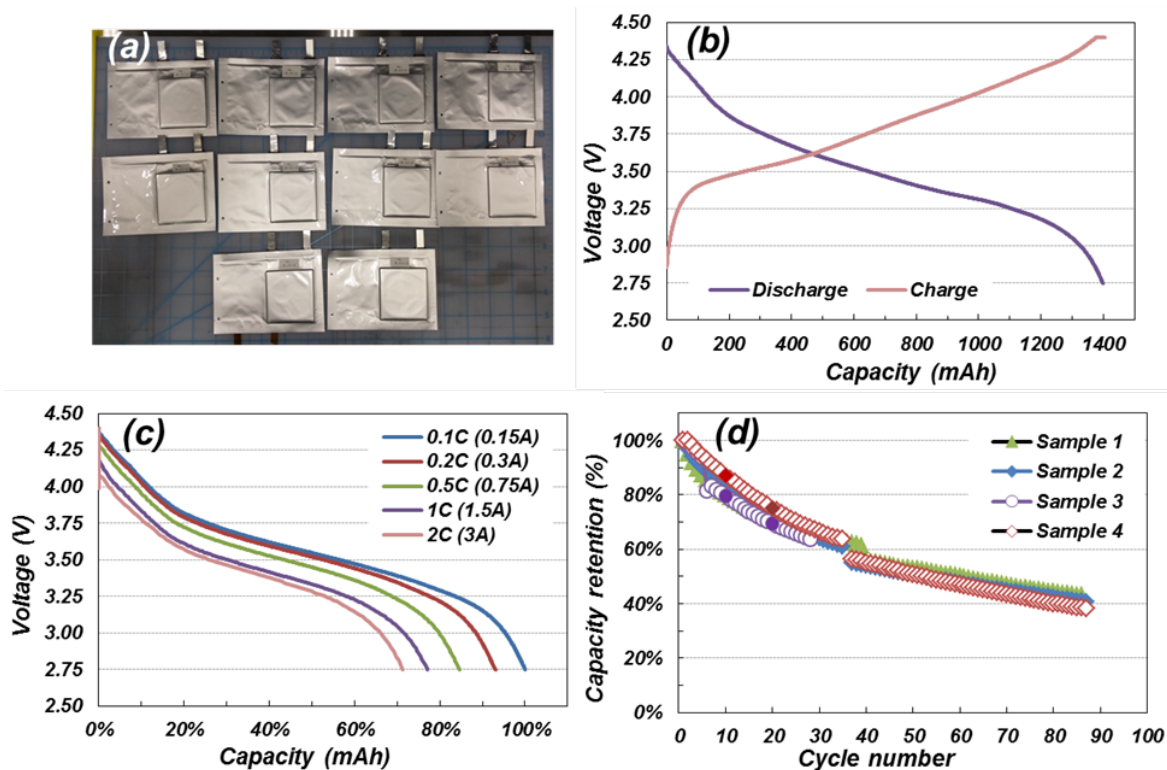 (a)
(b)
4.50
4.25
4.00
3.75
3.50
3.25
3.00
2.75
2.50
Voltage (V)
Discharge
Charge
0
200
400
600
800
1000
1200
1400
Capacity (mAh)
(c)
4.50
4.25
4.00
3.75
3.50
3.25
3.00
2.75
2.50
Voltage (V)
0.1C (0.15A)
0.2C (0.3A)
0.5C (0.75A)
1C (1.5A)
2C (3A)
0%
20%
40%
60%
80%
100%
Capacity (mAh)
(d)
100%
80%
60%
40%
20%
0%
Capacity retention (%)
Sample 1
Sample 2
Sample 3
Sample 4
0
10
20
30
40
50
60
70
80
90
100
Cycle number